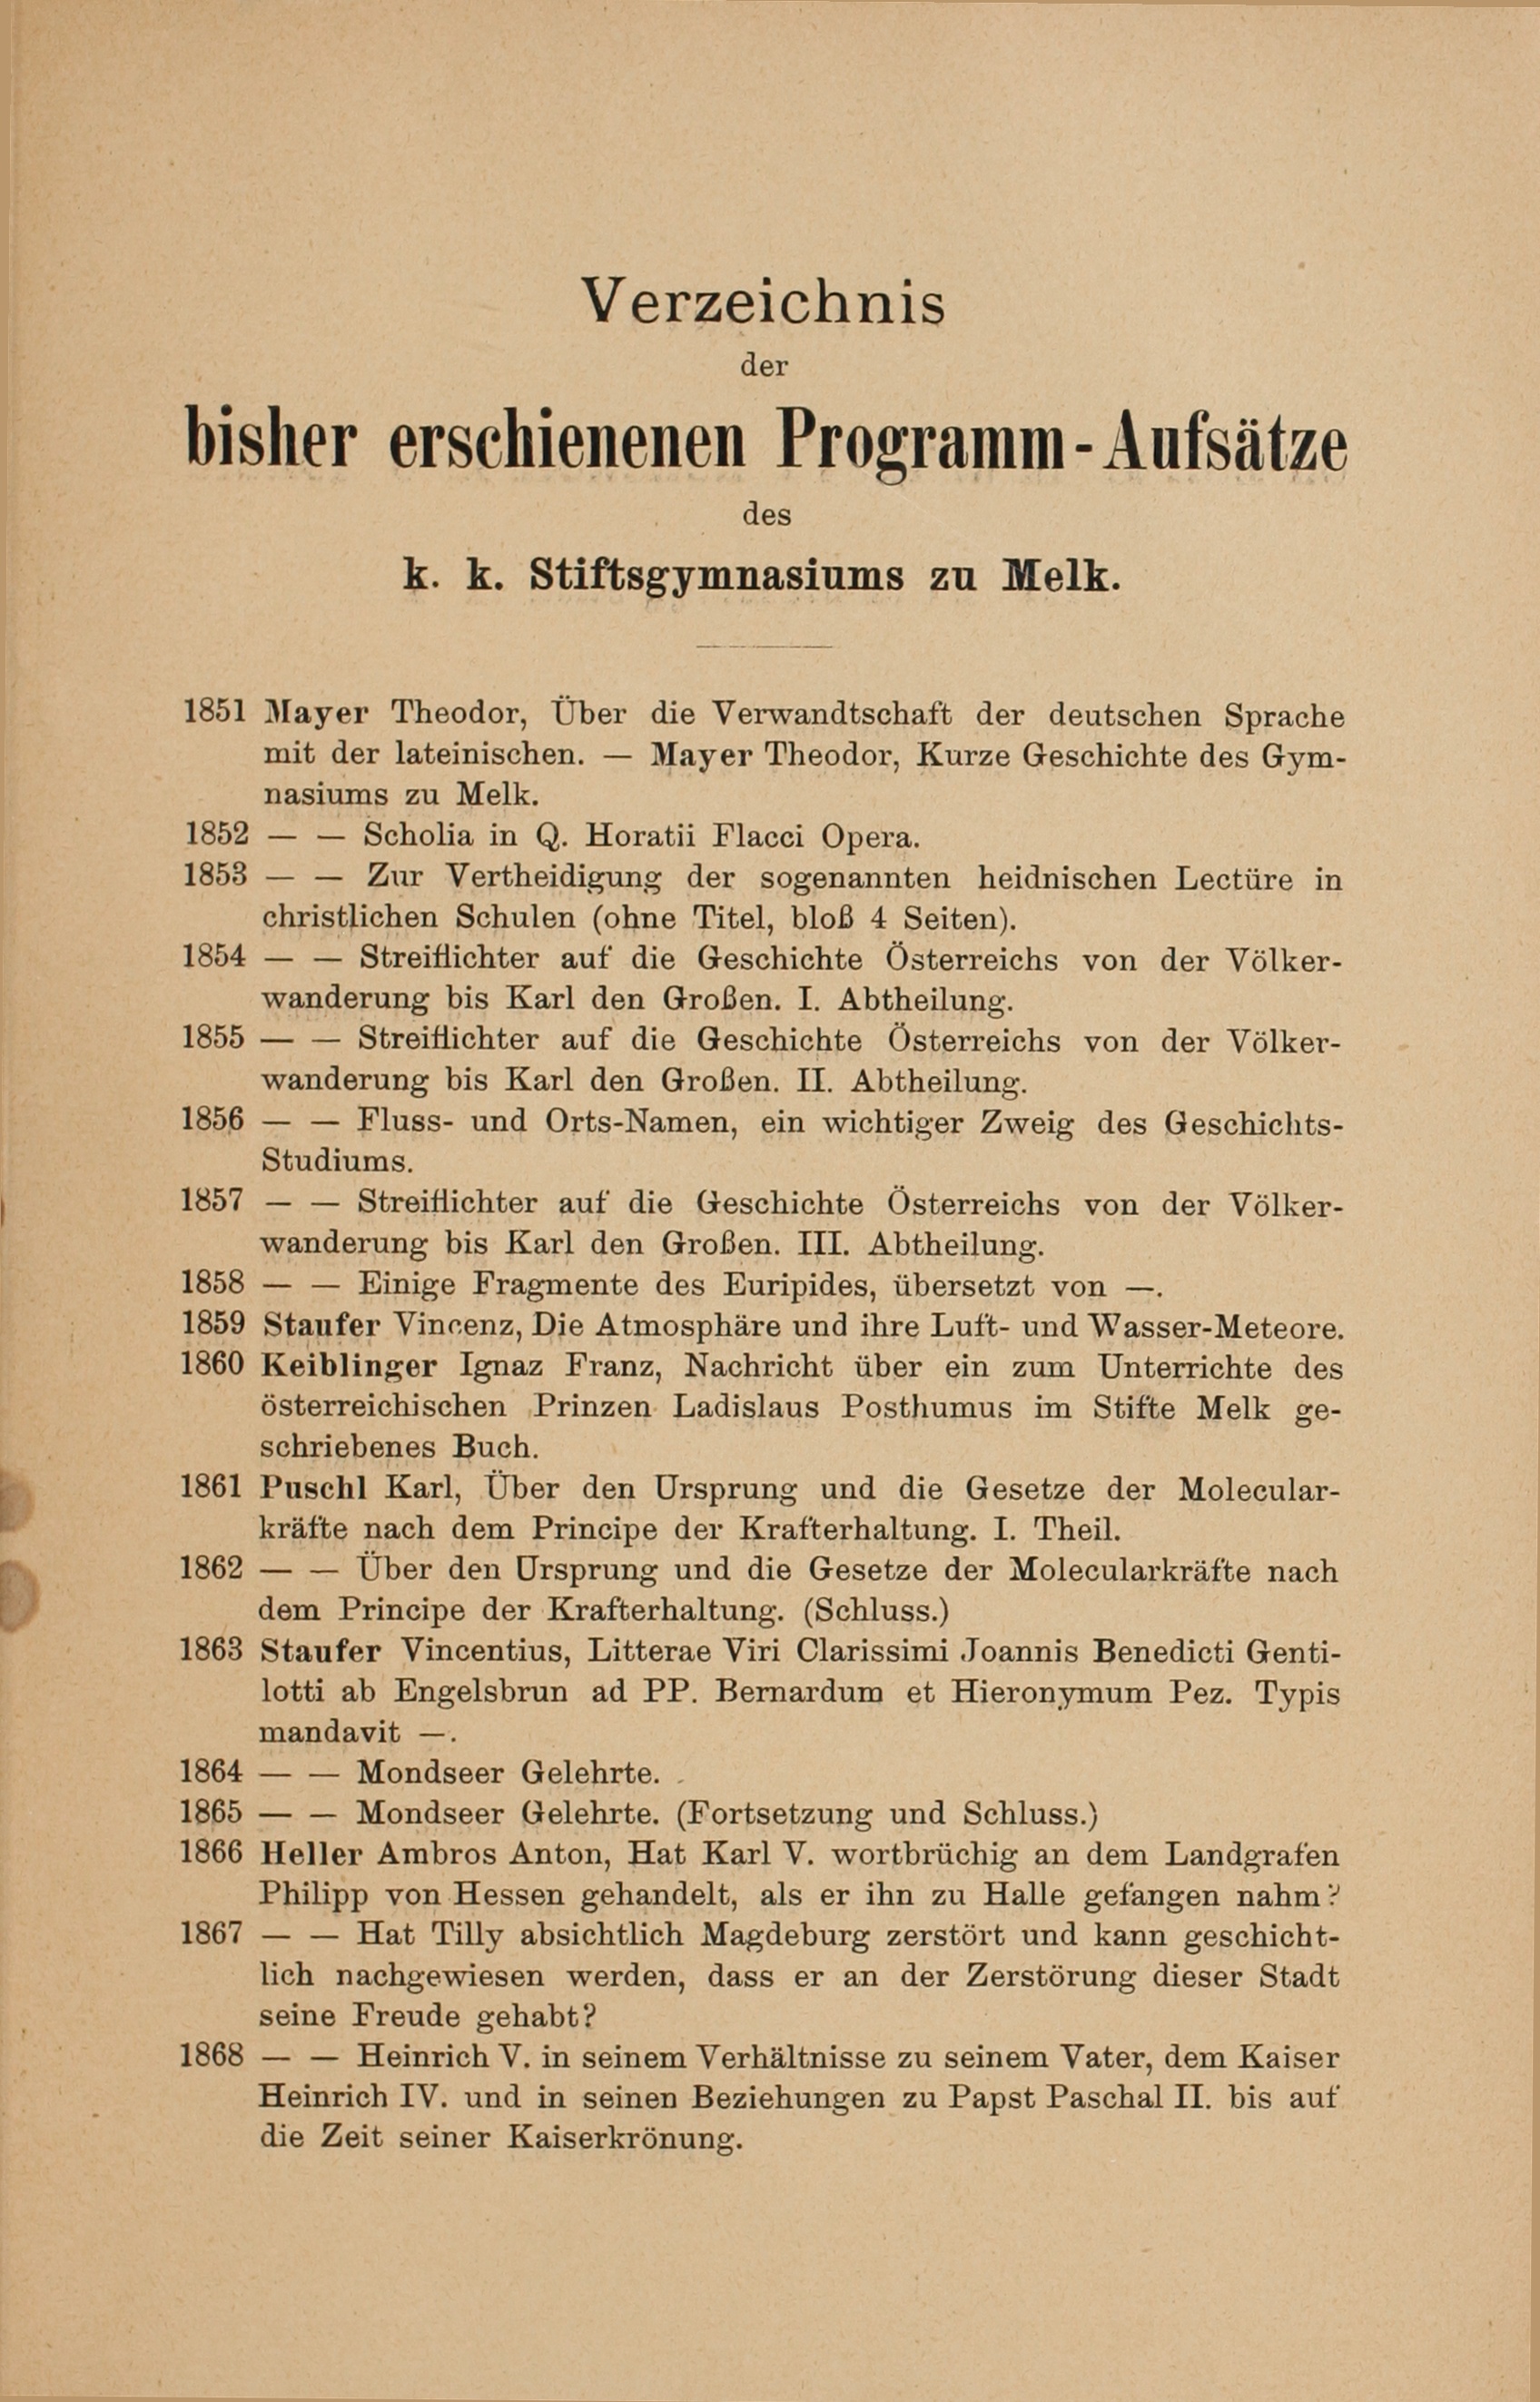 Verzeichnis
der
bisher erschienenen Programm-Aufsätze
des
k. k. Stiftsgymnasiums zu Melk.
1851 Mayer Theodor, Über die Verwandtschaft der deutschen Sprache
mit der lateinischen. — Mayer Theodor, Kurze Geschichte des Gym-
nasiums zu Melk.
1852 — — Scholia in Q. Horatii Flacci Opera.
1853 — — Zur Vertheidigung der sogenannten heidnischen Lectüre in
christlichen Schulen (ohne Titel, bloß 4 Seiten).
1854 — — Streiflichter auf die Geschichte Österreichs von der Völker-
wanderung bis Karl den Großen. I. Abtheilung.
1855 — — Streiflichter auf die Geschichte Österreichs von der Völker-
wanderung bis Karl den Großen. II. Abtheilung.
1856 — — Fluss- und Orts-Namen, ein wichtiger Zweig des Geschichts-
Studiums.
1857 — — Streiflichter auf die Geschichte Österreichs von der Völker-
wanderung bis Karl den Großen. III. Abtheilung.
1858 — — Einige Fragmente des Euripides, übersetzt von —.
1859 Staufer Vincenz, Die Atmosphäre und ihre Luft- und Wasser-Meteore.
1860 Keiblinger Ignaz Franz, Nachricht über ein zum Unterrichte des
österreichischen Prinzen Ladislaus Posthumus im Stifte Melk ge-
schriebenes Buch.
1861 Puschl Karl, Über den Ursprung und die Gesetze der Molecular-
kräfte nach dem Principe der Krafterhaltung. I. Theil.
1862 — — Über den Ursprung und die Gesetze der Molecularkräfte nach
dem Principe der Krafterhaltung. (Schluss.)
1863 Staufer Vincentius, Litterae Viri Clarissimi Joannis Benedicti Genti-
lotti ab Engelsbrun ad PP. Bernardum et Hieronymum Pez. Typis
mandavit —.
1864 — — Mondseer Gelehrte.
1865 — — Mondseer Gelehrte. (Fortsetzung und Schluss.)
1866 Heller Ambros Anton, Hat Karl V. wortbrüchig an dem Landgrafen
Philipp von Hessen gehandelt, als er ihn zu Halle gefangen nahm?
1867 — — Hat Tilly absichtlich Magdeburg zerstört und kann geschicht-
lich nachgewiesen werden, dass er an der Zerstörung dieser Stadt
seine Freude gehabt?
1868 — — Heinrich V. in seinem Verhältnisse zu seinem Vater, dem Kaiser
Heinrich IV. und in seinen Beziehungen zu Papst Paschal II. bis auf
die Zeit seiner Kaiserkrönung.